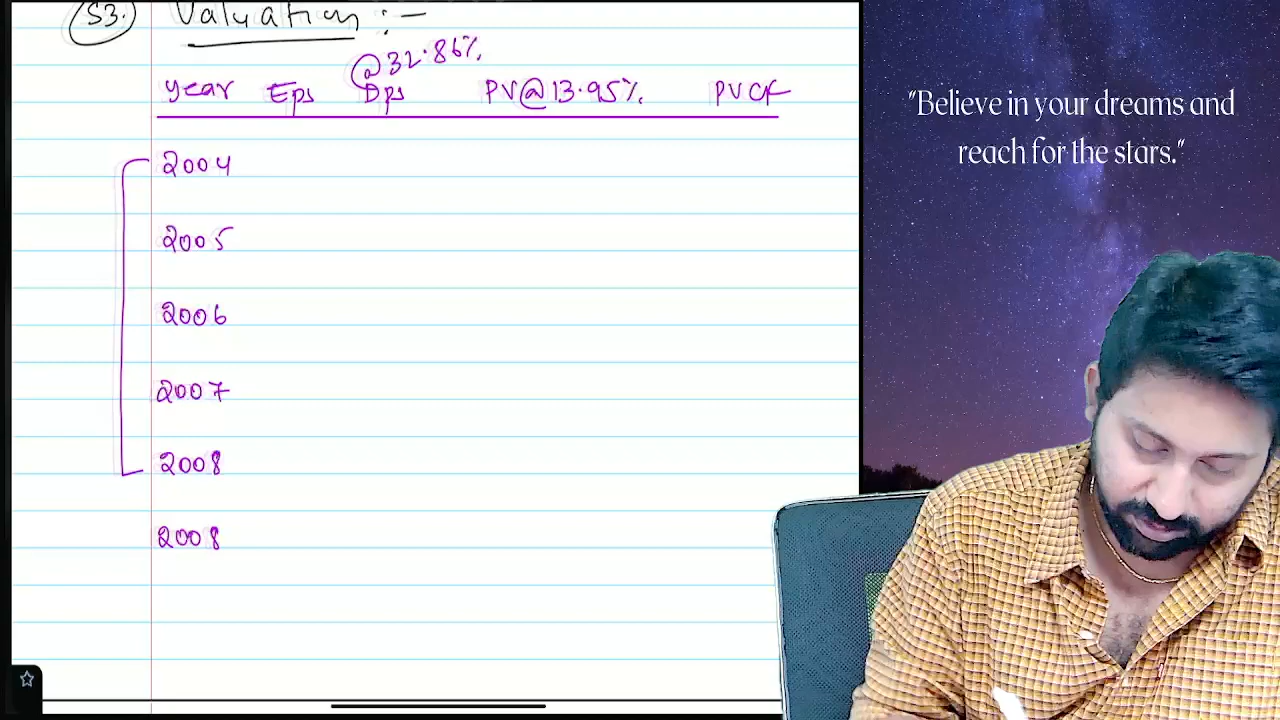 S3. Valuation :-
@32.86%
year Eps Dps PV@13.95% PVCF
2004
2005
2006
2007
2008
2008
"Believe in your dreams and
reach for the stars."